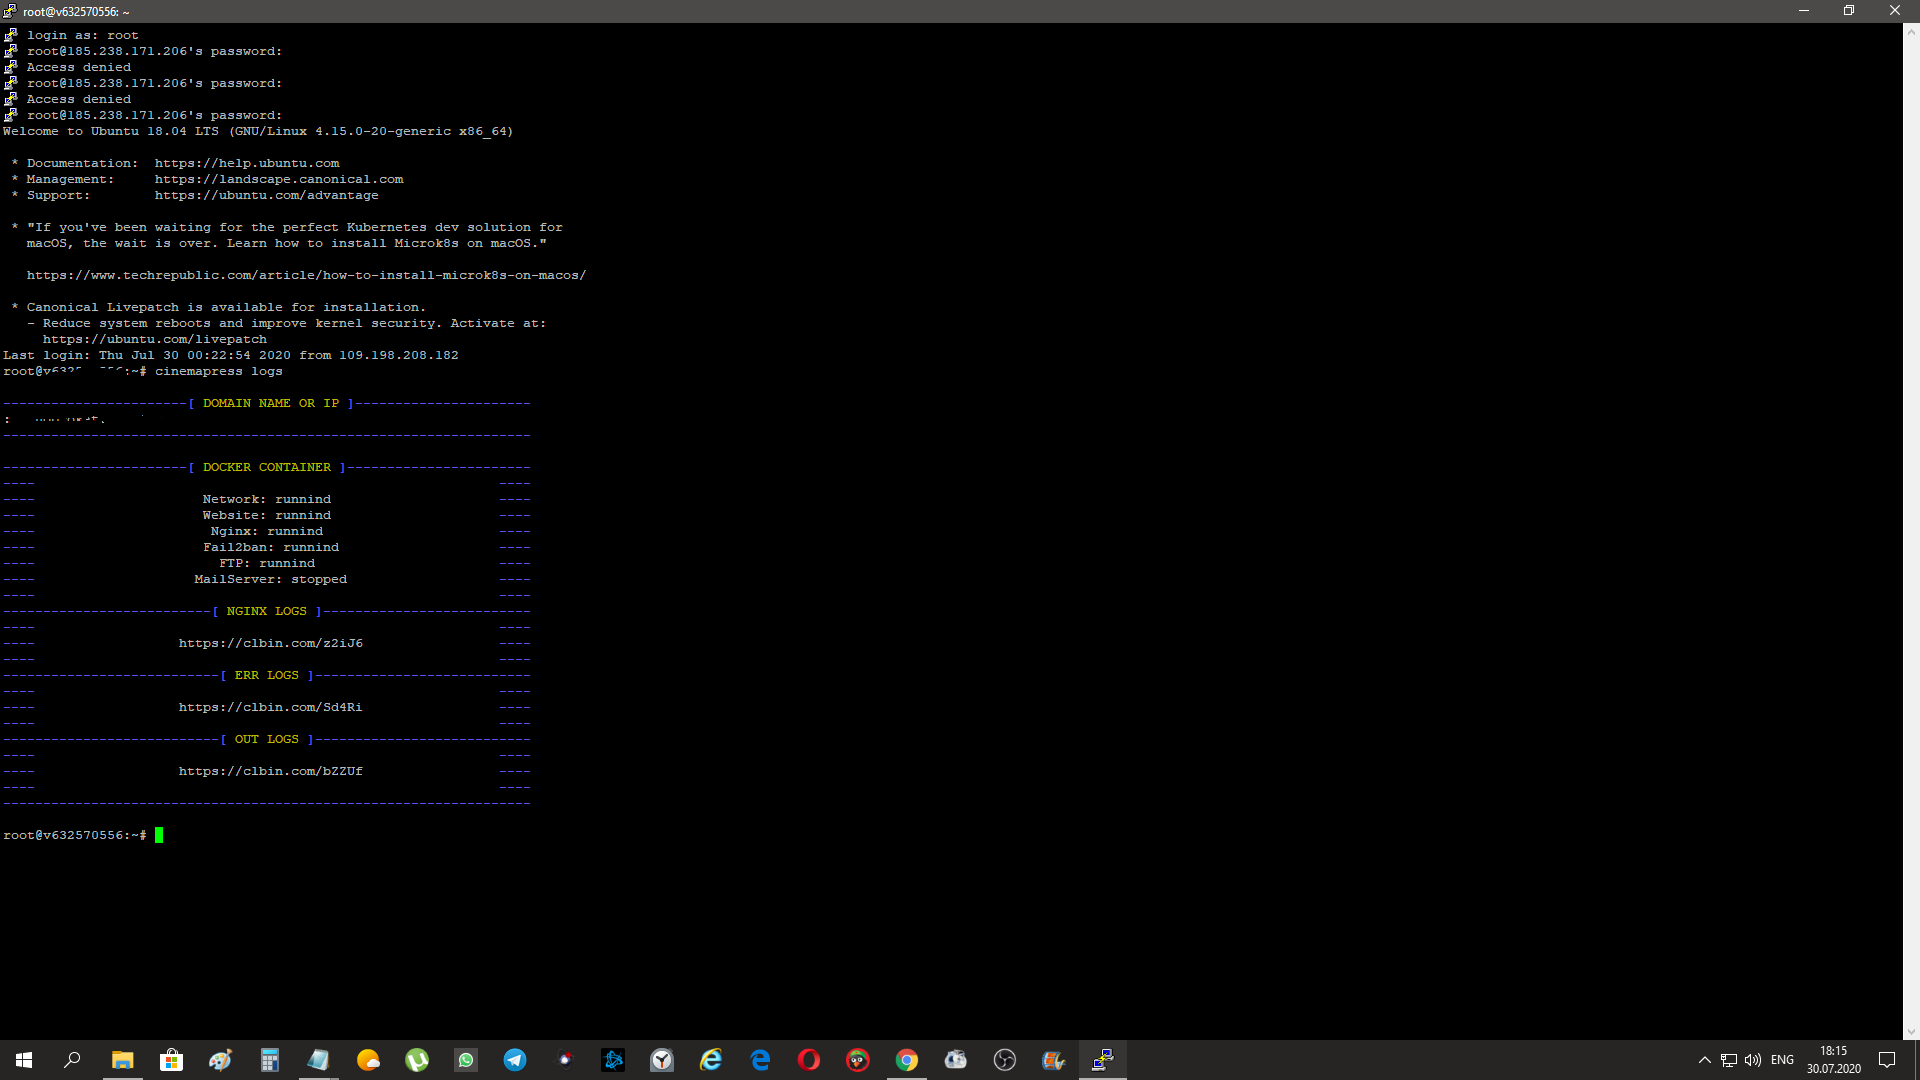 root@v632570556: ~
login as: root
root@185.238.171.206's password:
Access denied
root@185.238.171.206's password:
Access denied
root@185.238.171.206's password:
Welcome to Ubuntu 18.04 LTS (GNU/Linux 4.15.0-20-generic x86_64)
* Documentation:  https://help.ubuntu.com
* Management:     https://landscape.canonical.com
* Support:        https://ubuntu.com/advantage
* "If you've been waiting for the perfect Kubernetes dev solution for
macOS, the wait is over. Learn how to install Microk8s on macOS."
https://www.techrepublic.com/article/how-to-install-microk8s-on-macos/
* Canonical Livepatch is available for installation.
- Reduce system reboots and improve kernel security. Activate at:
https://ubuntu.com/livepatch
Last login: Thu Jul 30 00:22:54 2020 from 109.198.208.182
:~# cinemapress logs
-----------------------[ DOMAIN NAME OR IP ]----------------------
:
------------------------------------------------------------------
-----------------------[ DOCKER CONTAINER ]-----------------------
---- ----
---- Network: runnind ----
---- Website: runnind ----
---- Nginx: runnind ----
---- Fail2ban: runnind ----
---- FTP: runnind ----
---- MailServer: stopped ----
---- ----
--------------------------[ NGINX LOGS ]--------------------------
---- ----
---- https://clbin.com/z2iJ6 ----
---- ----
---------------------------[ ERR LOGS ]---------------------------
---- ----
---- https://clbin.com/Sd4Ri ----
---- ----
---------------------------[ OUT LOGS ]---------------------------
---- ----
---- https://clbin.com/bZZUf ----
---- ----
------------------------------------------------------------------
root@v632570556:~#
ENG
18:15
30.07.2020